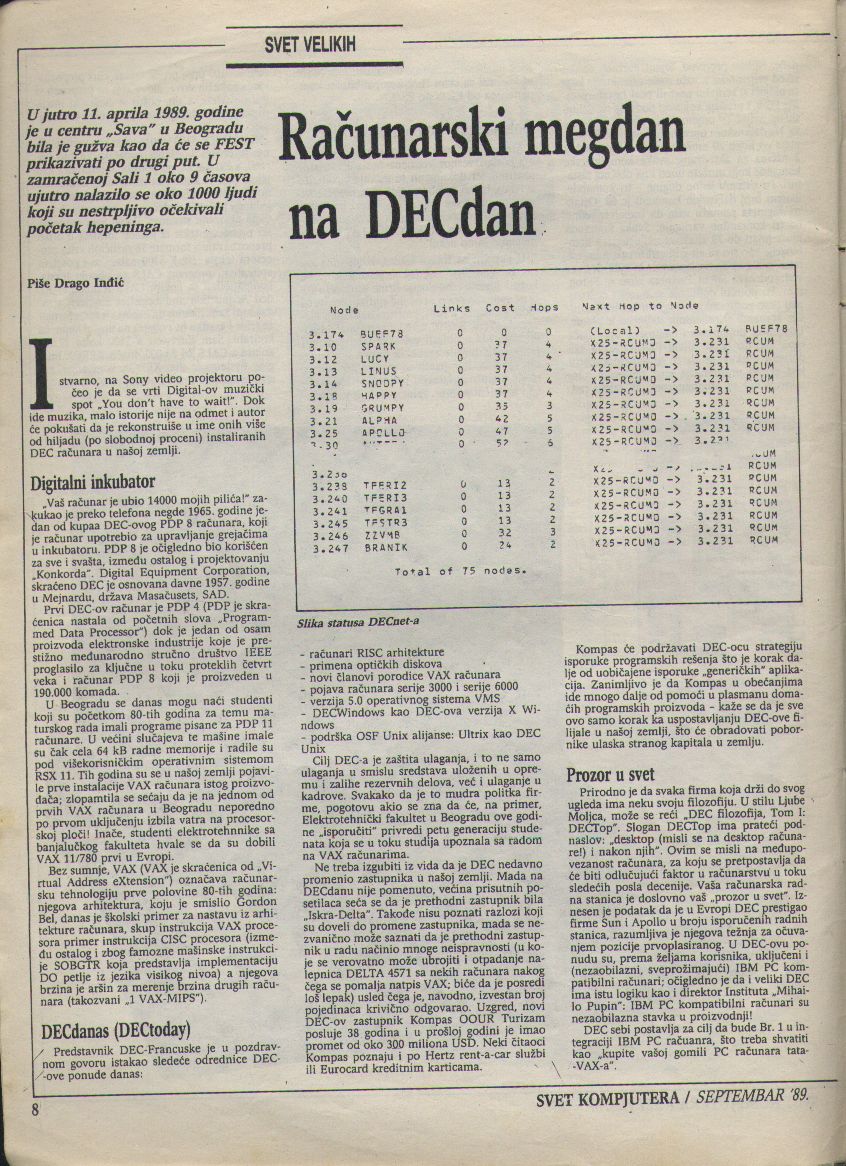 SVET VELIKIH
U jutro 11. aprila 1989. godine
je u centru „Sava” u Beogradu
bila je gužva kao da će se FEST
prikazivati po drugi put. U
zamračenoj Sali 1 oko 9 časova
ujutro nalazilo se oko 1000 ljudi
koji su nestrpljivo očekivali
početak hepeninga.
Računarski megdan
na DECdan
Piše Drago Inđić
Istvarno, na Sony video projektoru po-
čeo je da se vrti Digital-ov muzički
spot „You don't have to wait!”. Dok
ide muzika, malo istorije nije na odmet i autor
će pokušati da je rekonstruiše u ime onih više
od hiljadu (po slobodnoj proceni) instaliranih
DEC računara u našoj zemlji.
Digitalni inkubator
„Vaš računar je ubio 14000 mojih pilića!” za-
kukao je preko telefona negde 1965. godine je-
dan od kupaa DEC-ovog PDP 8 računara, koji
je računar upotrebio za upravljanje grejačima
u inkubatoru. PDP 8 je očigledno bio korišćen
za sve i svašta, između ostalog i projektovanju
„Konkorda”. Digital Equipment Corporation,
skraćeno DEC je osnovana davne 1957. godine
u Mejnardu, država Masačusets, SAD.
Prvi DEC-ov računar je PDP 4 (PDP je skra-
ćenica nastala od početnih slova „Program-
med Data Processor”) dok je jedan od osam
proizvoda elektronske industrije koje je pre-
stižno međunarodno stručno društvo IEEE
proglasilo za ključne u toku proteklih četvrt
veka i računar PDP 8 koji je proizveden u
190.000 komada.
U Beogradu se danas mogu naći studenti
koji su početkom 80-tih godina za temu ma-
turskog rada imali programe pisane za PDP 11
računare. U većini slučajeva te mašine imale
su čak cela 64 kB radne memorije i radile su
pod višekorisničkim operativnim sistemom
RSX 11. Tih godina su se u našoj zemlji pojavi-
le prve instalacije VAX računara istog proizvo-
dača; zlopamtila se sećaju da je na jednom od
prvih VAX računara u Beogradu neporedno
po prvom uključenju izbila vatra na procesor-
skoj ploči! Inače, studenti elektrotehnnike sa
banjalučkog fakulteta hvale se da su dobili
VAX 11/780 prvi u Evropi.
Bez sumnje, VAX (VAX je skraćenica od „Vi-
rtual Address eXtension”) označava računar-
sku tehnologiju prve polovine 80-tih godina:
njegova arhitektura, koju je smislio Gordon
Bel, danas je školski primer za nastavu iz arhi-
tekture računara, skup instrukcija VAX proce-
sora primer instrukcija CISC procesora (izme-
đu ostalog i zbog famozne mašinske instrukci-
je SOBGTR koja predstavlja implementaciju
DO petlje iz jezika visikog nivoa) a njegova
brzina je aršin za merenje brzina drugih raču-
nara (takozvani „1 VAX-MIPS”).
DECdanas (DECtoday)
Predstavnik DEC-Francuske je u pozdrav-
nom govoru istakao sledeće odrednice DEC-
-ove ponude danas:
Node Links Cost Hops Next Hop to Node
3.174 BUEF78 0 0 0 (Local) -> 3.174 BUEF78
3.10 SPARK 0 37 4 X25-RCUM0 -> 3.231 RCUM
3.12 LUCY 0 37 4 X25-RCUM0 -> 3.231 RCUM
3.13 LINUS 0 37 4 X25-RCUM0 -> 3.231 RCUM
3.14 SNOOPY 0 37 4 X25-RCUM0 -> 3.231 RCUM
3.18 HAPPY 0 37 4 X25-RCUM0 -> 3.231 RCUM
3.19 GRUMPY 0 35 3 X25-RCUM0 -> 3.231 RCUM
3.21 ALPHA 0 42 5 X25-RCUM0 -> 3.231 RCUM
3.25 APOLLO 0 47 5 X25-RCUM0 -> 3.231 RCUM
3.30 0 52 6 X25-RCUM0 -> 3.231
RCUM
3.238 TFERI2 0 13 2 X25-RCUM0 -> 3.231 RCUM
3.240 TFERI3 0 13 2 X25-RCUM0 -> 3.231 RCUM
3.241 TFGRA1 0 13 2 X25-RCUM0 -> 3.231 RCUM
3.245 TFSTR3 0 13 2 X25-RCUM0 -> 3.231 RCUM
3.246 ZZVMB 0 32 3 X25-RCUM0 -> 3.231 RCUM
3.247 BRANIK 0 24 2 X25-RCUM0 -> 3.231 RCUM
Total of 75 nodes.
Slika statusa DECnet-a
- računari RISC arhitekture
- primena optičkih diskova
- novi članovi porodice VAX računara
- pojava računara serije 3000 i serije 6000
- verzija 5.0 operativnog sistema VMS
- DECWindows kao DEC-ova verzija X Wi-
ndows
- podrška OSF Unix alijanse: Ultrix kao DEC
Unix
Cilj DEC-a je zaštita ulaganja, i to ne samo
ulaganja u smislu sredstava uloženih u opre-
mu i zalihe rezervnih delova, već i ulaganje u
kadrove. Svakako da je to mudra politka fir-
me, pogotovu akio se zna da će, na primer,
Elektrotehnički fakultet u Beogradu ove godi-
ne „isporučiti” privredi petu generaciju stude-
nata koja se u toku studija upoznala sa radom
na VAX računarima.
Ne treba izgubiti iz vida da je DEC nedavno
promenio zastupnika u našoj zemlji. Mada na
DECdanu nije pomenuto, većina prisutnih po-
setilaca seća se da je prethodni zastupnik bila
„Iskra-Delta”. Takođe nisu poznati razlozi koji
su doveli do promene zastupnika, mada se ne-
zvanično može saznati da je prethodni zastup-
nik u radu načinio mnoge neispravnosti (u ko-
je se verovatno može ubrojiti i otpadanje na-
lepnica DELTA 4571 sa nekih računara nakog
čega se pomalja natpis VAX; biće da je posredi
loš lepak) usled čega je, navodno, izvestan broj
pojedinaca krivično odgovarao. Uzgred, novi
DEC-ov zastupnik Kompas OOUR Turizam
posluje 38 godina i u prošloj godini je imao
promet od oko 300 miliona USD. Neki čitaoci
Kompas poznaju i po Hertz rent-a-car službi
ili Eurocard kreditnim karticama.
Kompas će podržavati DEC-ocu strategiju
isporuke programskih rešenja što je korak da-
lje od uobičajene isporuke „generičkih” aplika-
cija. Zanimljivo je da Kompas u obećanjima
ide mnogo dalje od pomoći u plasmanu doma-
ćih programskih proizvoda - kaže se da je sve
ovo samo korak ka uspostavljanju DEC-ove fi-
lijale u našoj zemlji, što će obradovati pobor-
nike ulaska stranog kapitala u zemlju.
Prozor u svet
Prirodno je da svaka firma koja drži do svog
ugleda ima neku svoju filozofiju. U stilu Ljube
Moljca, može se reći „DEC filozofija, Tom I:
DECTop”. Slogan DECTop ima prateći pod-
naslov: „desktop (misli se na desktop računa-
re!) i nakon njih”. Ovim se misli na međupo-
vezanost računara, za koju se pretpostavlja da
će biti odlučujući faktor u računarstvu u toku
sledećih posla decenije. Vaša računarska rad-
na stanica je doslovno vaš „prozor u svet”. Iz-
nesen je podatak da je u Evropi DEC prestigao
firme Sun i Apollo u broju isporučenih radnih
stanica, razumljiva je njegova težnja za očuva-
njem pozicije prvoplasiranog. U DEC-ovu po-
nudu su, prema željama korisnika, uključeni i
(nezaobilazni, sveprožimajući) IBM PC kom-
patibilni računari; očigledno je da i veliki DEC
ima istu logiku kao i direktor Instituta „Mihai-
lo Pupin”: IBM PC kompatibilni računari su
nezaobilazna stavka u proizvodnji!
DEC sebi postavlja za cilj da bude Br. 1 u in-
tegraciji IBM PC računara, što treba shvatiti
kao „kupite vašoj gomili PC računara tata-
-VAX-a”.
8
SVET KOMPJUTERA / SEPTEMBAR '89.